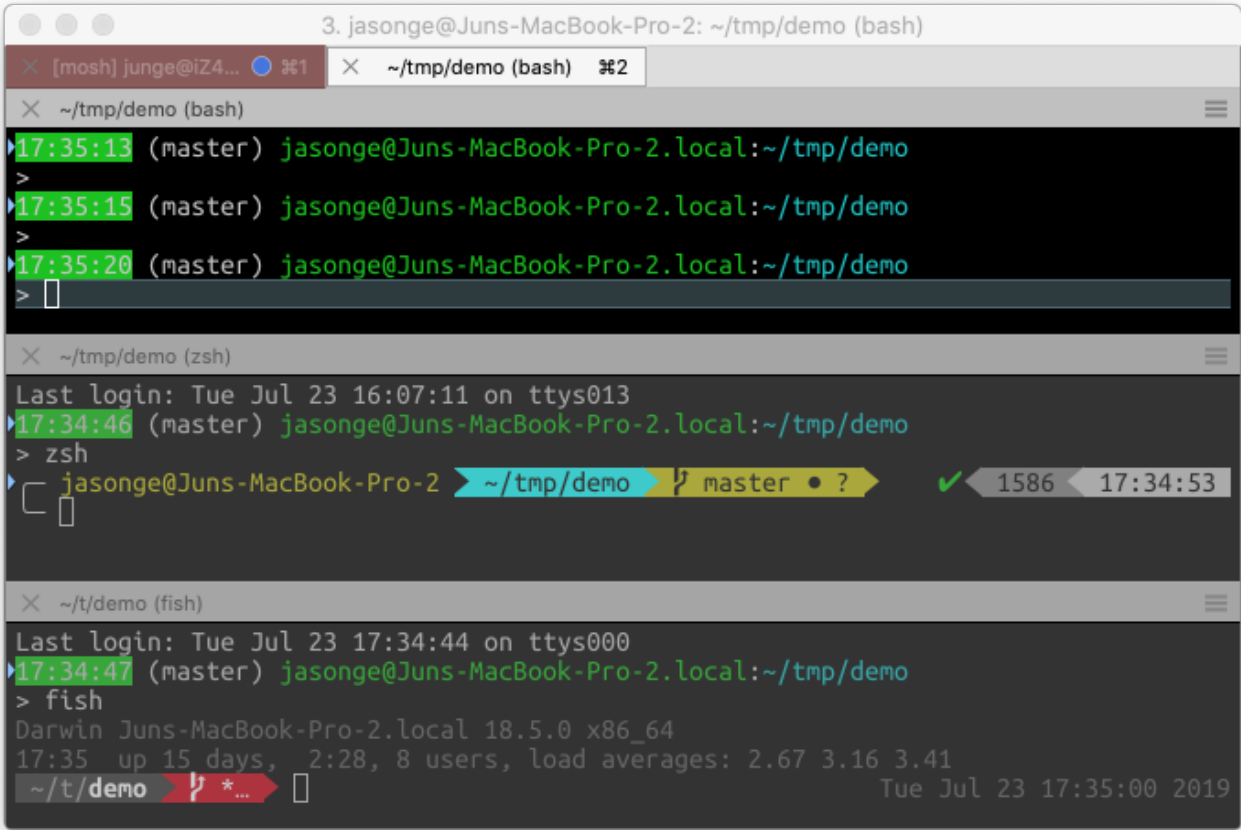 3. jasonge@Juns-MacBook-Pro-2: ~/tmp/demo (bash)
[mosh] junge@iZ4... ⌘1 ~/tmp/demo (bash) ⌘2
~/tmp/demo (bash)
17:35:13 (master) jasonge@Juns-MacBook-Pro-2.local:~/tmp/demo
>
17:35:15 (master) jasonge@Juns-MacBook-Pro-2.local:~/tmp/demo
>
17:35:20 (master) jasonge@Juns-MacBook-Pro-2.local:~/tmp/demo
>
~/tmp/demo (zsh)
Last login: Tue Jul 23 16:07:11 on ttys013
17:34:46 (master) jasonge@Juns-MacBook-Pro-2.local:~/tmp/demo
> zsh
jasonge@Juns-MacBook-Pro-2 ~/tmp/demo master ● ? ✔ 1586 17:34:53
~/t/demo (fish)
Last login: Tue Jul 23 17:34:44 on ttys000
17:34:47 (master) jasonge@Juns-MacBook-Pro-2.local:~/tmp/demo
> fish
Darwin Juns-MacBook-Pro-2.local 18.5.0 x86_64
17:35  up 15 days,  2:28, 8 users, load averages: 2.67 3.16 3.41
~/t/demo *… Tue Jul 23 17:35:00 2019